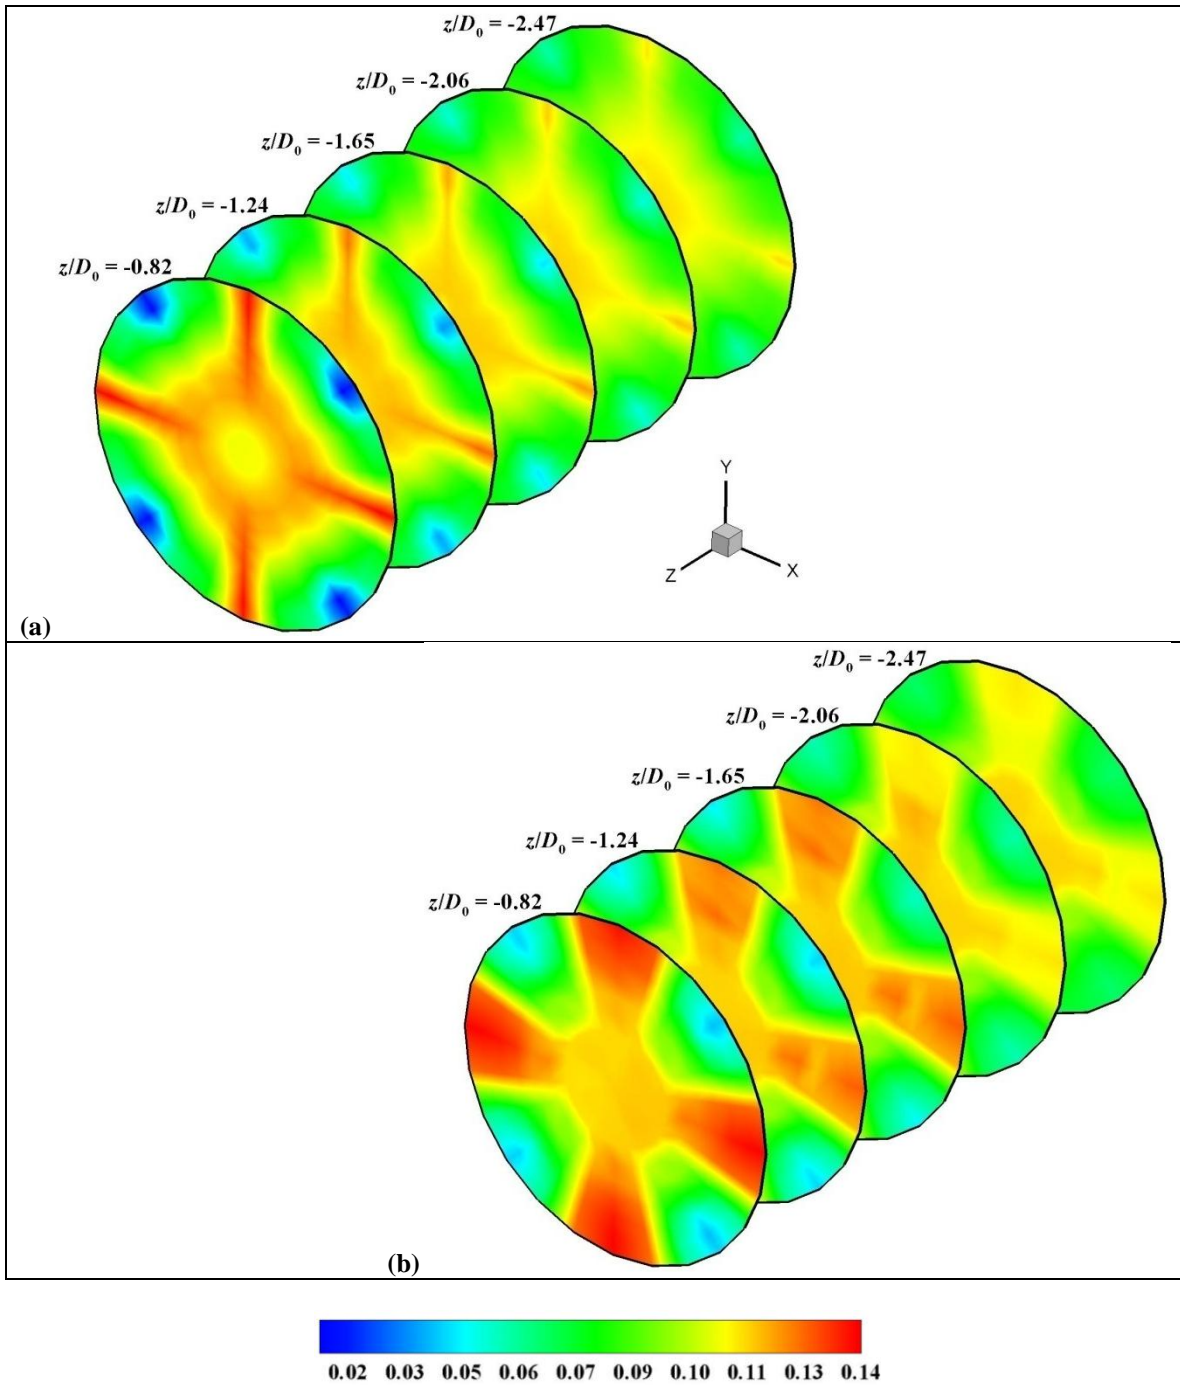 z/D₀ = -2.47
z/D₀ = -2.06
z/D₀ = -1.65
z/D₀ = -1.24
z/D₀ = -0.82
Y
Z X
(a)
z/D₀ = -2.47
z/D₀ = -2.06
z/D₀ = -1.65
z/D₀ = -1.24
z/D₀ = -0.82
(b)
0.02 0.03 0.05 0.06 0.07 0.09 0.10 0.11 0.13 0.14